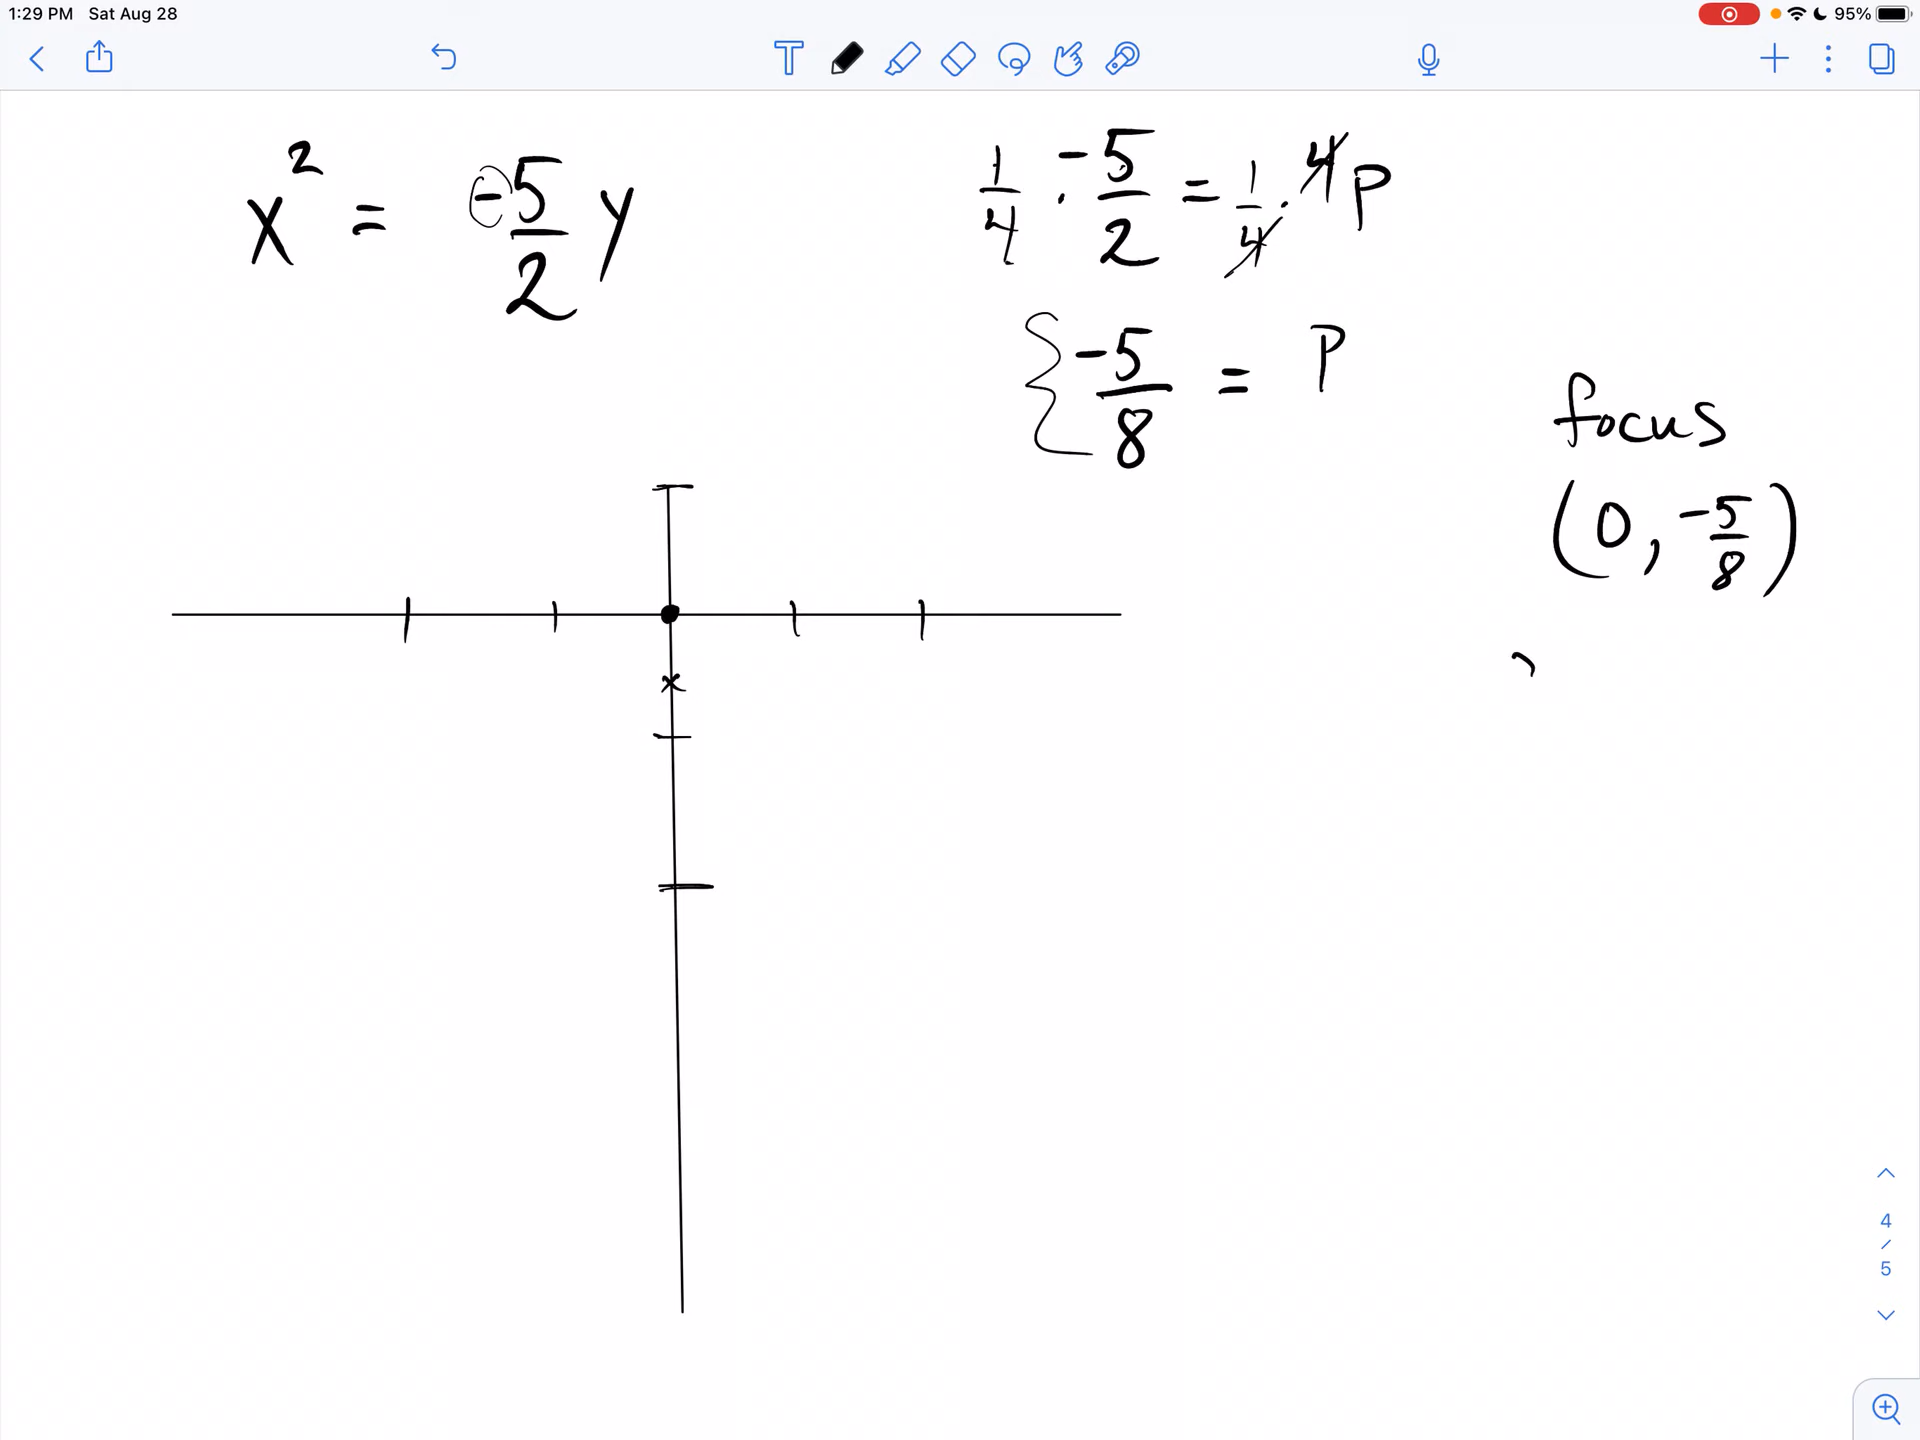 1:29 PM Sat Aug 28 95%
x² = -5/2 y
1/4 · -5/2 = 1/4 · 4p
-5/8 = P
focus
(0, -5/8)
x
4
/
5